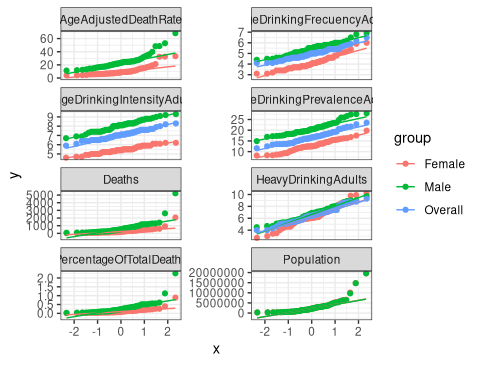 AgeAdjustedDeathRate
eDrinkingFrecuencyAd
60
40
20
0
7
6
5
4
3
geDrinkingIntensityAdu
eDrinkingPrevalenceAd
9
8
7
6
5
25
20
15
10
Deaths
HeavyDrinkingAdults
5000
4000
3000
2000
1000
0
10
8
6
4
PercentageOfTotalDeath
Population
2.0
1.5
1.0
0.5
0.0
20000000
15000000
10000000
5000000
0
-2 -1 0 1 2
-2 -1 0 1 2
x
y
group
Female
Male
Overall